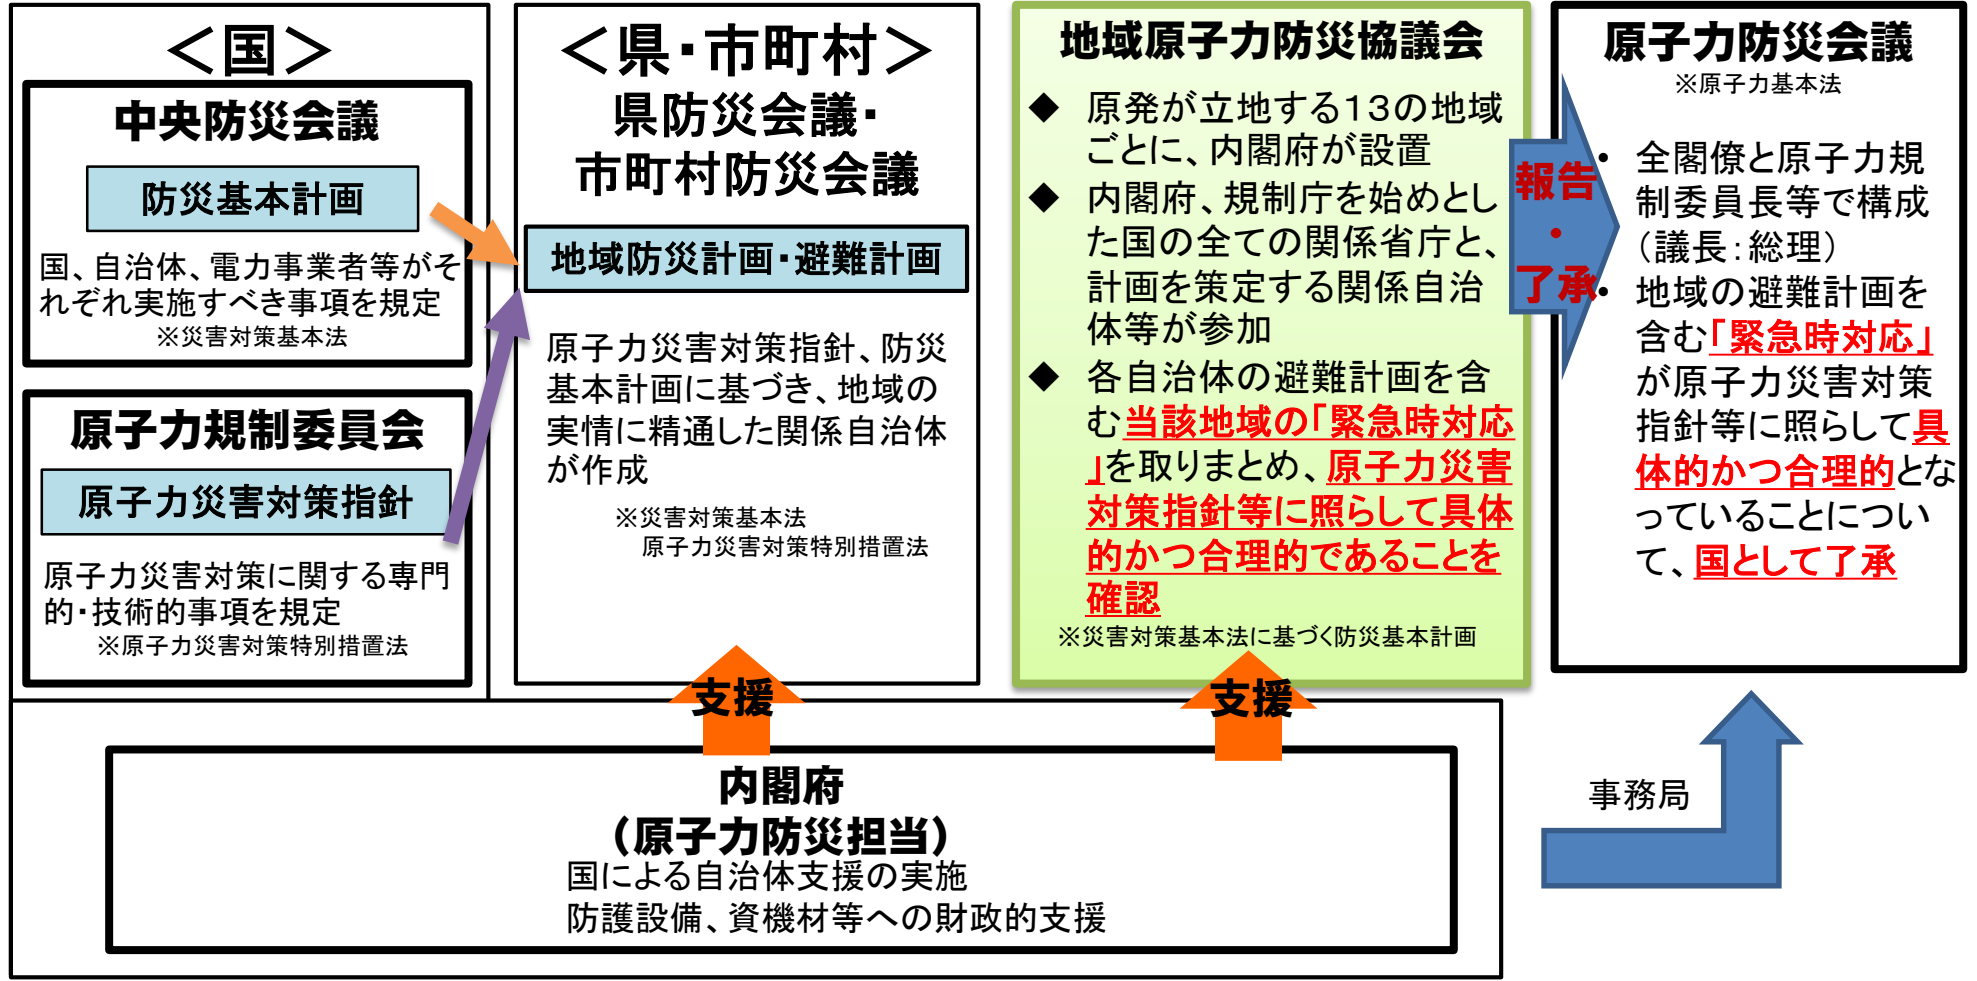 ＜国＞
中央防災会議
防災基本計画
国、自治体、電力事業者等がそ
れぞれ実施すべき事項を規定
※災害対策基本法
原子力規制委員会
原子力災害対策指針
原子力災害対策に関する専門
的・技術的事項を規定
※原子力災害対策特別措置法
＜県・市町村＞
県防災会議・
市町村防災会議
地域防災計画・避難計画
原子力災害対策指針、防災
基本計画に基づき、地域の
実情に精通した関係自治体
が作成
※災害対策基本法
原子力災害対策特別措置法
地域原子力防災協議会
◆ 原発が立地する１３の地域
ごとに、内閣府が設置
◆ 内閣府、規制庁を始めとし
た国の全ての関係省庁と、
計画を策定する関係自治
体等が参加
◆ 各自治体の避難計画を含
む当該地域の「緊急時対応
」を取りまとめ、原子力災害
対策指針等に照らして具体
的かつ合理的であることを
確認
※災害対策基本法に基づく防災基本計画
報告
・
了承
原子力防災会議
※原子力基本法
• 全閣僚と原子力規
制委員長等で構成
（議長：総理）
• 地域の避難計画を
含む「緊急時対応」
が原子力災害対策
指針等に照らして具
体的かつ合理的とな
っていることについ
て、国として了承
支援
支援
内閣府
（原子力防災担当）
国による自治体支援の実施
防護設備、資機材等への財政的支援
事務局